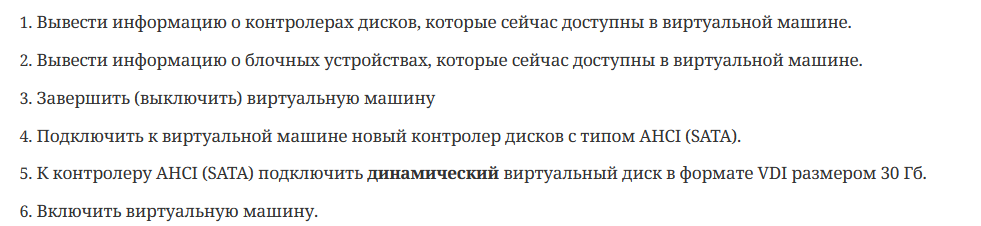 1. Вывести информацию о контролерах дисков, которые сейчас доступны в виртуальной машине.
2. Вывести информацию о блочных устройствах, которые сейчас доступны в виртуальной машине.
3. Завершить (выключить) виртуальную машину
4. Подключить к виртуальной машине новый контролер дисков с типом AHCI (SATA).
5. К контролеру AHCI (SATA) подключить динамический виртуальный диск в формате VDI размером 30 Гб.
6. Включить виртуальную машину.